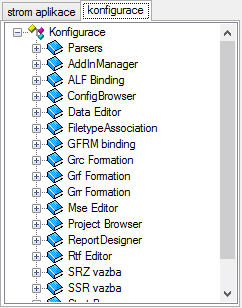 strom aplikace
konfigurace
Konfigurace
Parsers
AddInManager
ALF Binding
ConfigBrowser
Data Editor
FiletypeAssociation
GFRM binding
Grc Formation
Grf Formation
Grr Formation
Mse Editor
Project Browser
ReportDesigner
Rtf Editor
SRZ vazba
SSR vazba